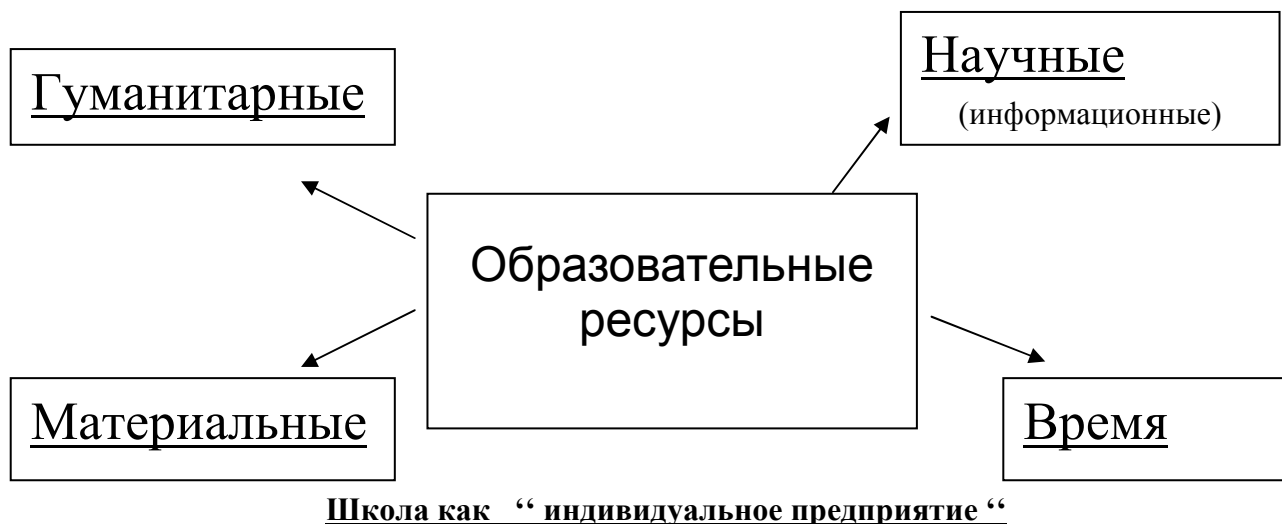 Гуманитарные
Научные
(информационные)
Образовательные
ресурсы
Материальные
Время
Школа как “ индивидуальное предприятие “